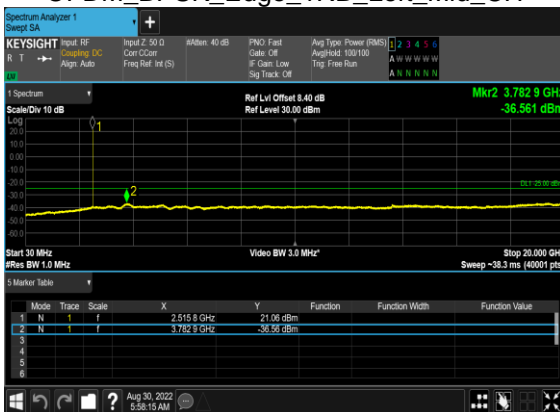 Spectrum Analyzer 1
Swept SA
+
KEYSIGHT
R T
LV
Input: RF
Coupling: DC
Align: Auto
Input Z: 50 Ω
Corr CCorr
Freq Ref: Int (S)
#Atten: 40 dB
PNO: Fast
Gate: Off
IF Gain: Low
Sig Track: Off
Avg Type: Power (RMS)
Avg|Hold: 100/100
Trig: Free Run
1 2 3 4 5 6
A W W W W W
A N N N N N
1 Spectrum
Scale/Div 10 dB
Ref Lvl Offset 8.40 dB
Ref Level 30.00 dBm
Mkr2 3.782 9 GHz
-36.561 dBm
Log
20.0
10.0
0.00
-10.0
-20.0
-30.0
-40.0
-50.0
-60.0
1
2
DL1 -25.00 dBm
Start 30 MHz
#Res BW 1.0 MHz
Video BW 3.0 MHz*
Stop 20.000 GHz
Sweep ~38.3 ms (40001 pts)
5 Marker Table
Mode Trace Scale X Y Function Function Width Function Value
1 N 1 f 2.515 8 GHz 21.06 dBm
2 N 1 f 3.782 9 GHz -36.56 dBm
3
4
5
6
?
Aug 30, 2022
5:58:15 AM